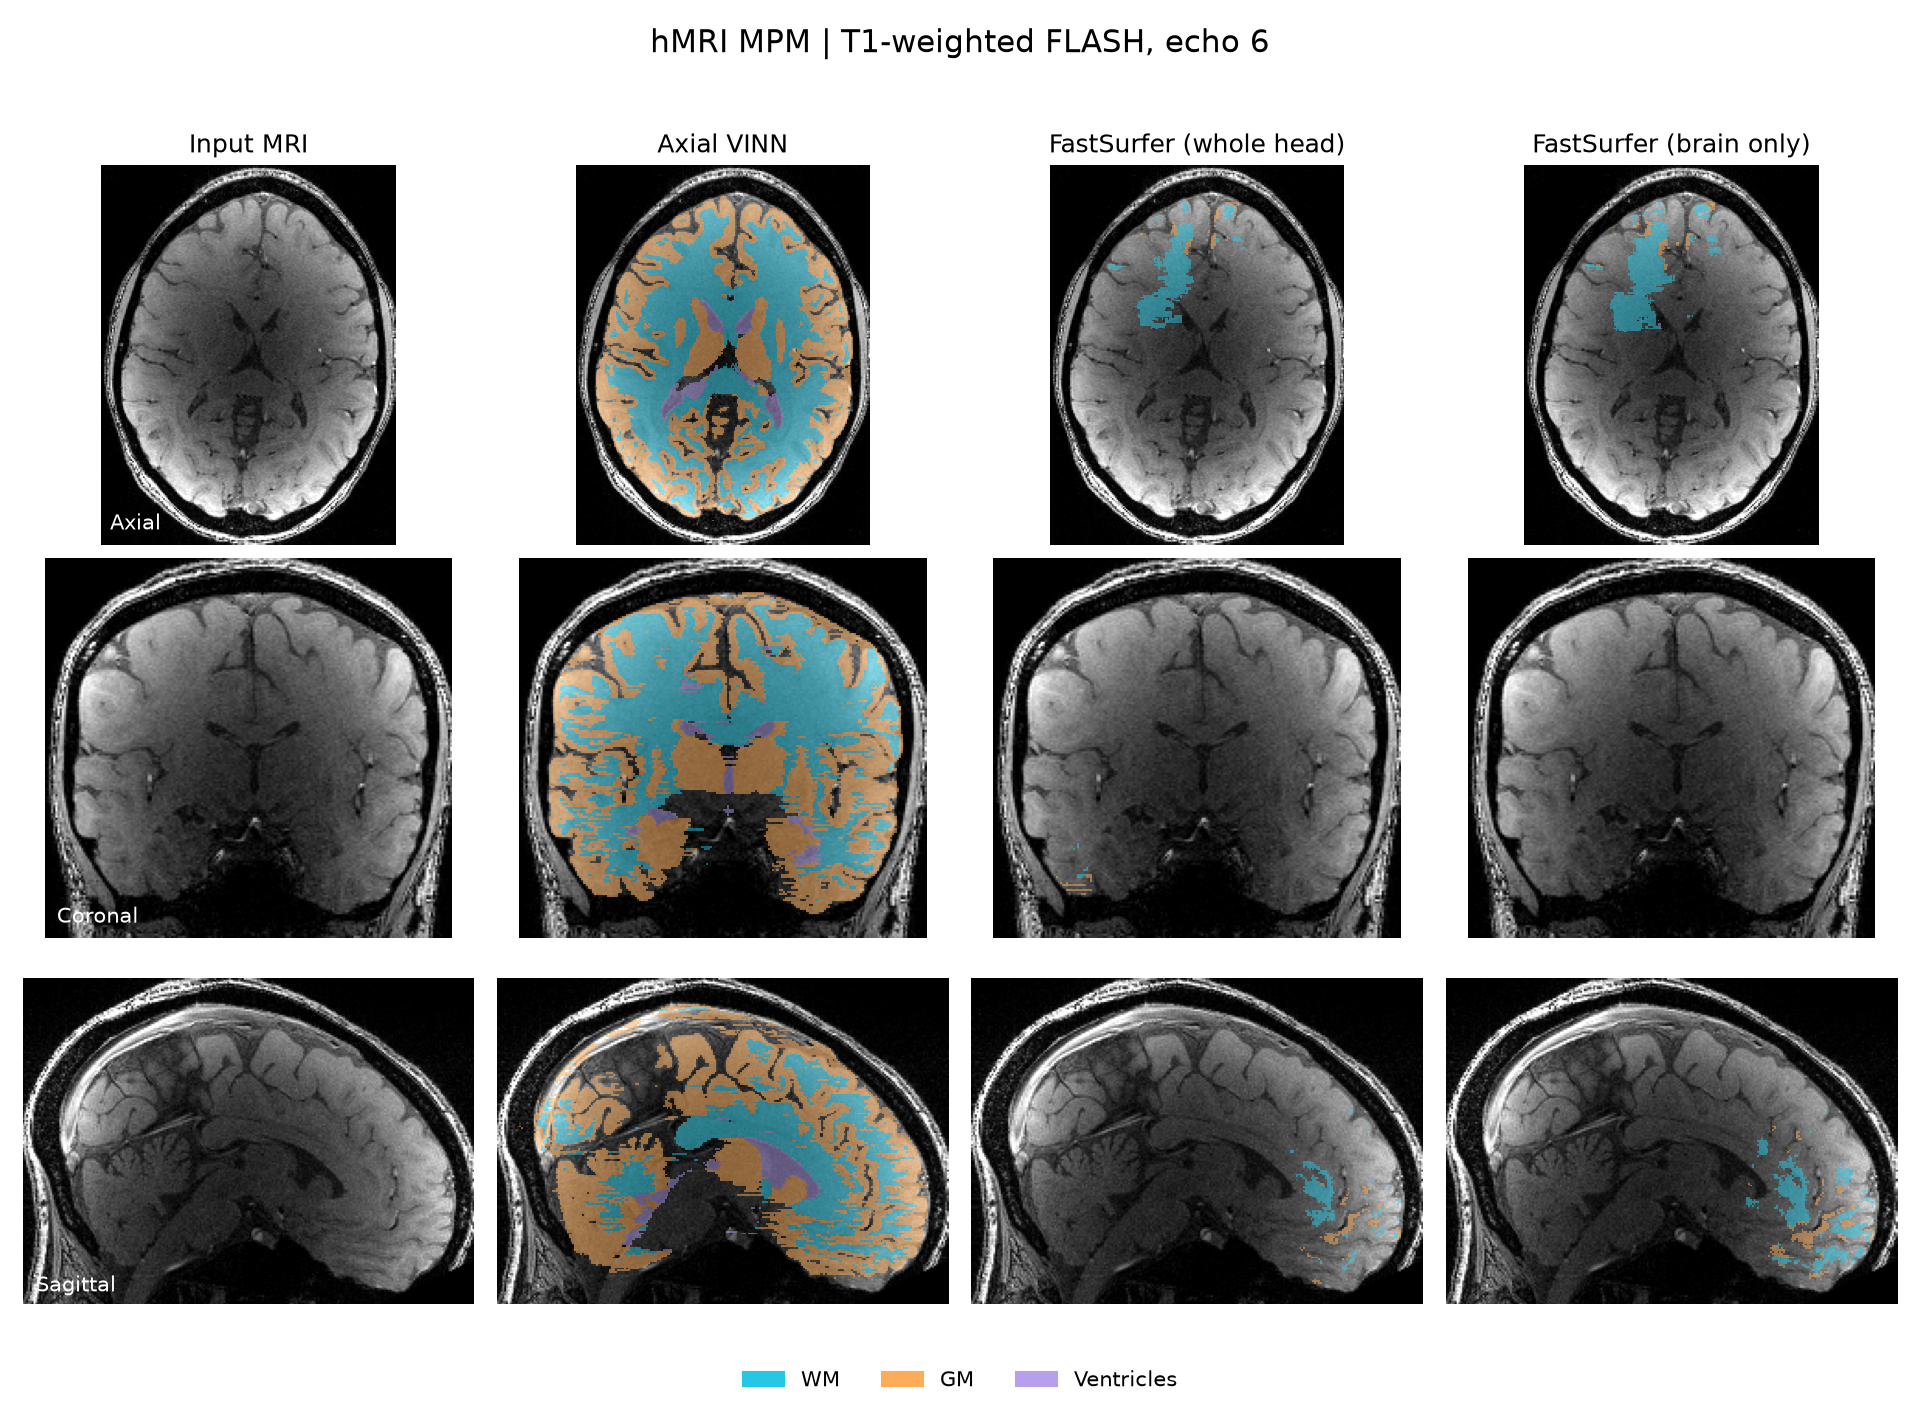 hMRI MPM | T1-weighted FLASH, echo 6
Input MRI
Axial VINN
FastSurfer (whole head)
FastSurfer (brain only)
Axial
Coronal
Sagittal
WM
GM
Ventricles